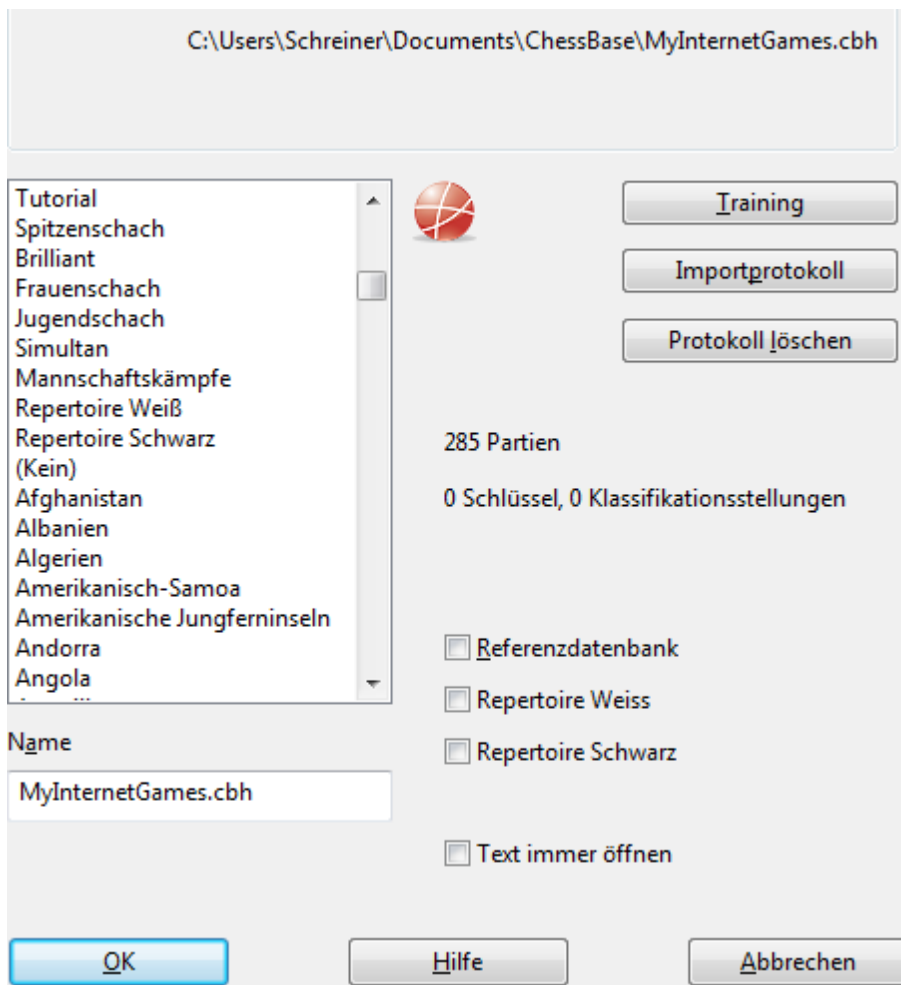 C:\Users\Schreiner\Documents\ChessBase\MyInternetGames.cbh
Tutorial
Spitzenschach
Brilliant
Frauenschach
Jugendschach
Simultan
Mannschaftskämpfe
Repertoire Weiß
Repertoire Schwarz
(Kein)
Afghanistan
Albanien
Algerien
Amerikanisch-Samoa
Amerikanische Jungferninseln
Andorra
Angola
Training
Importprotokoll
Protokoll löschen
285 Partien
0 Schlüssel, 0 Klassifikationsstellungen
Referenzdatenbank
Repertoire Weiss
Repertoire Schwarz
Name
MyInternetGames.cbh
Text immer öffnen
OK
Hilfe
Abbrechen